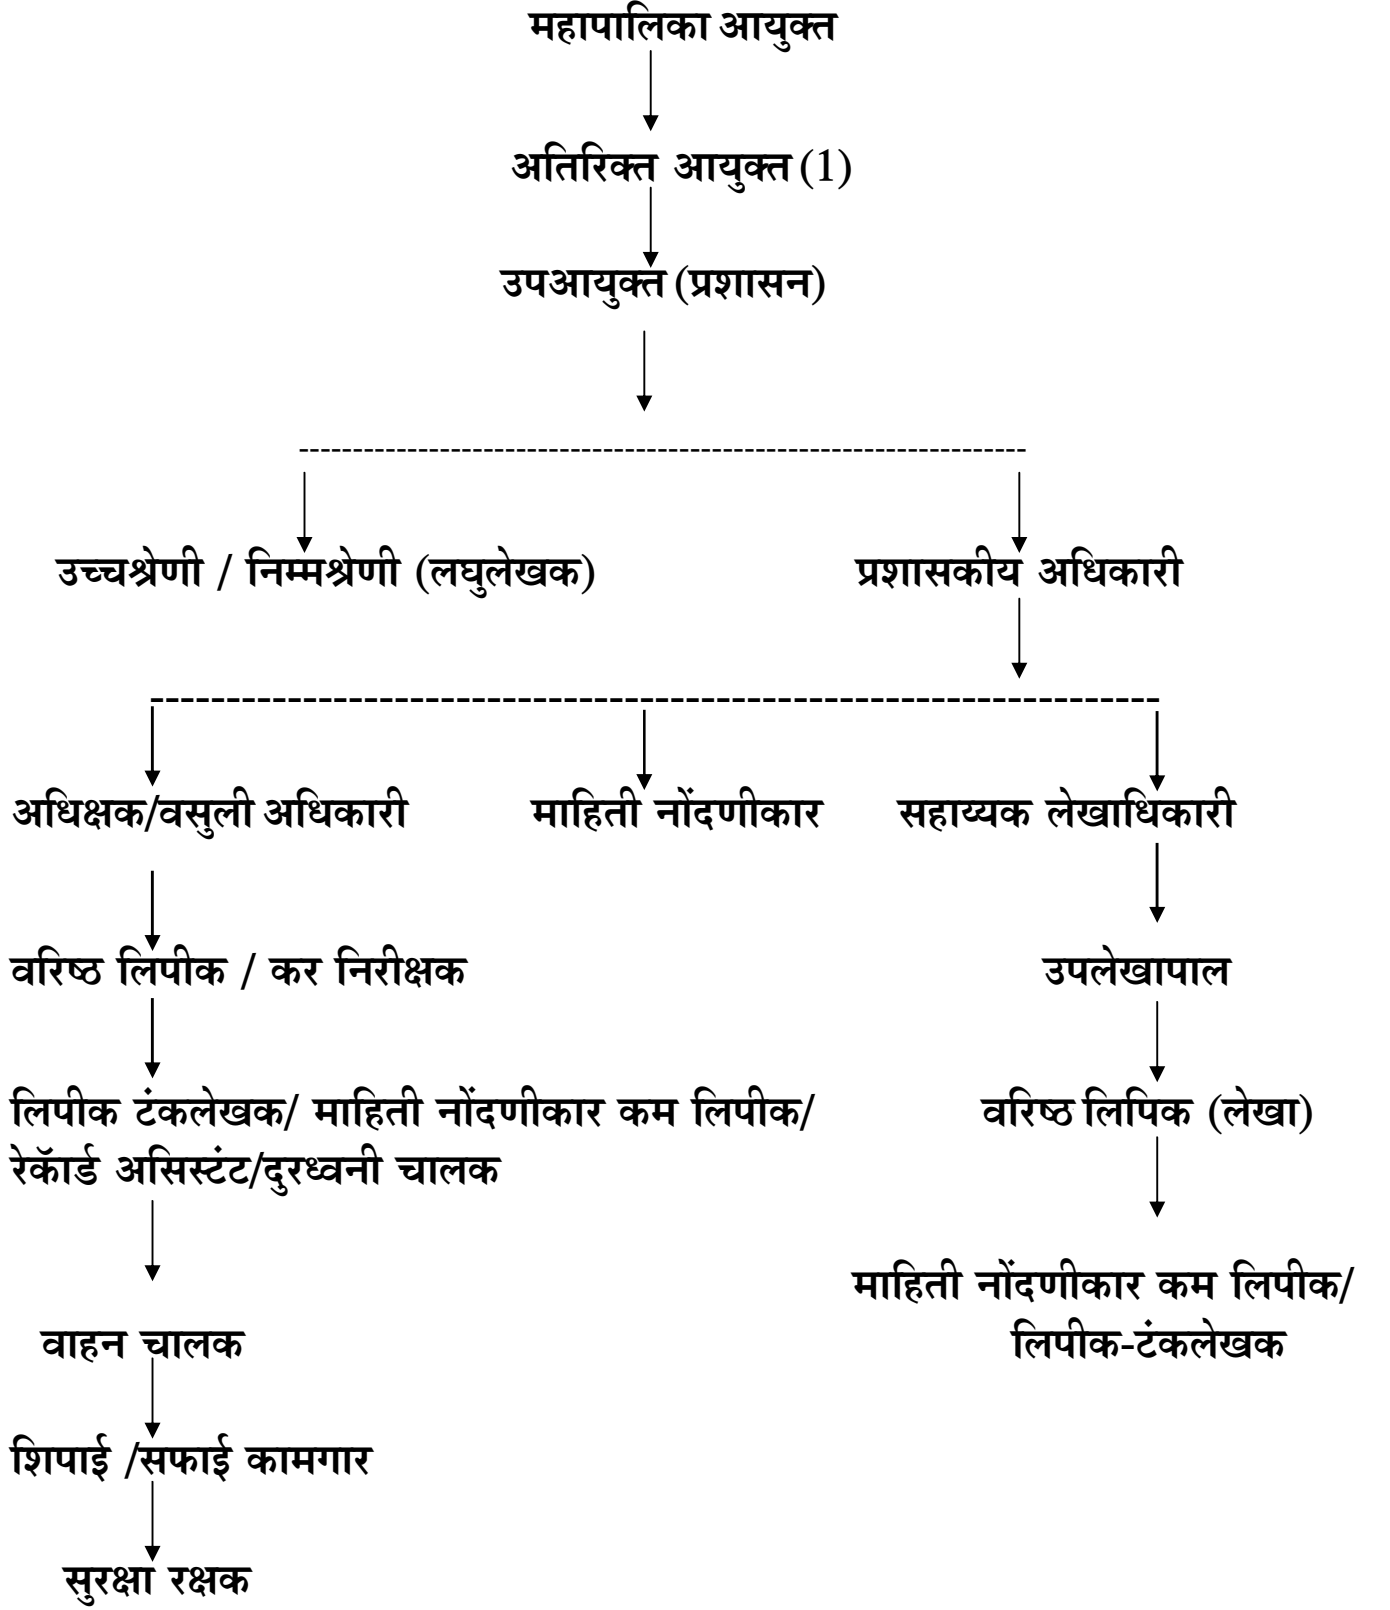 महापालिका आयुक्त
अतिरिक्त आयुक्त (1)
उपआयुक्त (प्रशासन)
उच्चश्रेणी / निम्मश्रेणी (लघुलेखक)
प्रशासकीय अधिकारी
अधिक्षक/वसुली अधिकारी
माहिती नोंदणीकार
सहाय्यक लेखाधिकारी
वरिष्ठ लिपीक / कर निरीक्षक
उपलेखापाल
लिपीक टंकलेखक/ माहिती नोंदणीकार कम लिपीक/
रेकॅार्ड असिस्टंट/दुरध्वनी चालक
वरिष्ठ लिपिक (लेखा)
माहिती नोंदणीकार कम लिपीक/
लिपीक-टंकलेखक
वाहन चालक
शिपाई /सफाई कामगार
सुरक्षा रक्षक